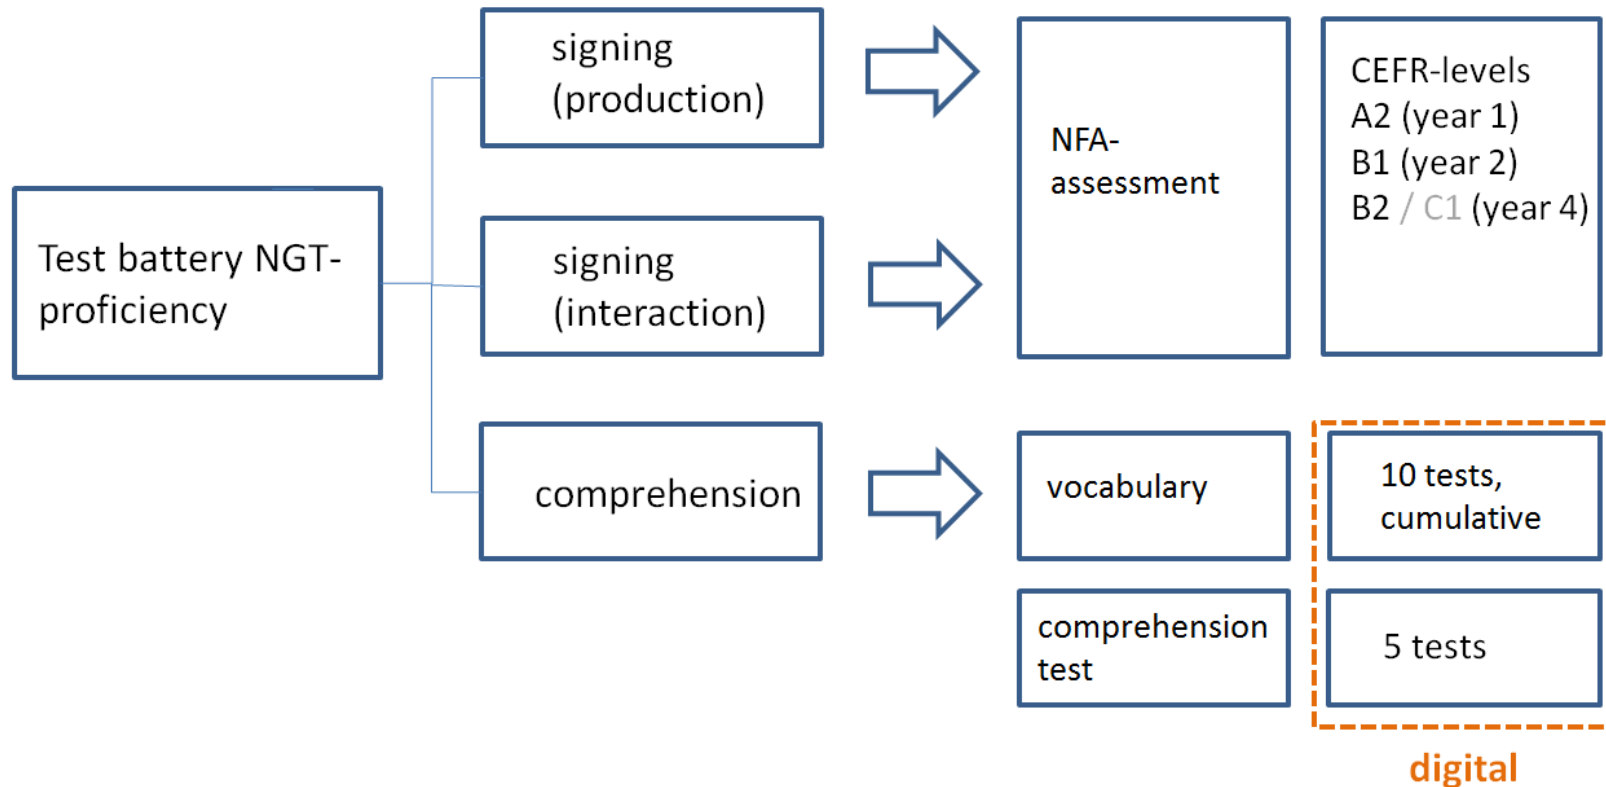 Test battery NGT-
proficiency
signing
(production)
signing
(interaction)
comprehension
NFA-
assessment
CEFR-levels
A2 (year 1)
B1 (year 2)
B2 / C1 (year 4)
vocabulary
10 tests,
cumulative
comprehension
test
5 tests
digital